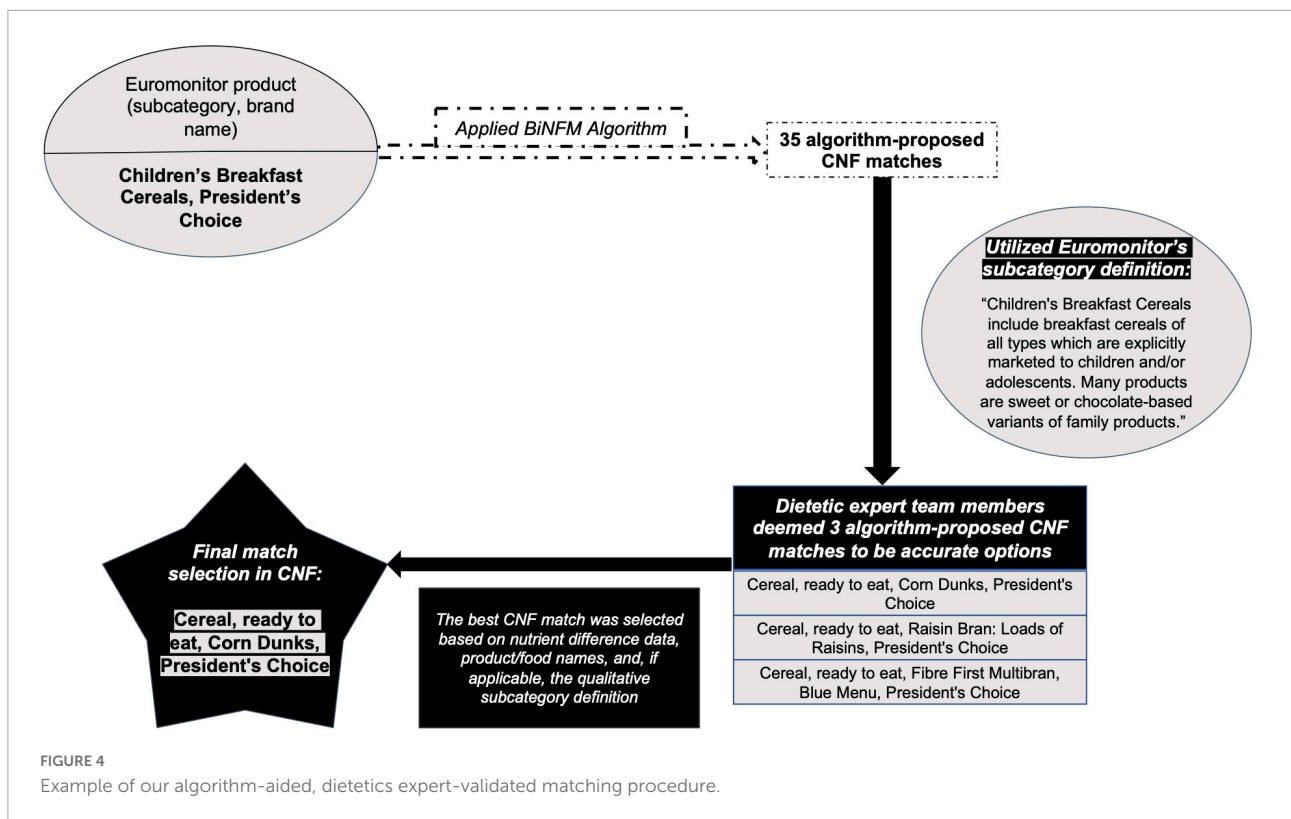 Euromonitor product
(subcategory, brand
name)
Children's Breakfast
Cereals, President's
Choice
Applied BiNFM Algorithm
35 algorithm-proposed
CNF matches
Utilized Euromonitor's
subcategory definition:
“Children's Breakfast Cereals
include breakfast cereals of
all types which are explicitly
marketed to children and/or
adolescents. Many products
are sweet or chocolate-based
variants of family products.”
Dietetic expert team members
deemed 3 algorithm-proposed CNF
matches to be accurate options
Cereal, ready to eat, Corn Dunks, President's
Choice
Cereal, ready to eat, Raisin Bran: Loads of
Raisins, President's Choice
Cereal, ready to eat, Fibre First Multibran,
Blue Menu, President's Choice
The best CNF match was selected
based on nutrient difference data,
product/food names, and, if
applicable, the qualitative
subcategory definition
Final match
selection in CNF:
Cereal, ready to
eat, Corn Dunks,
President's Choice
FIGURE 4
Example of our algorithm-aided, dietetics expert-validated matching procedure.